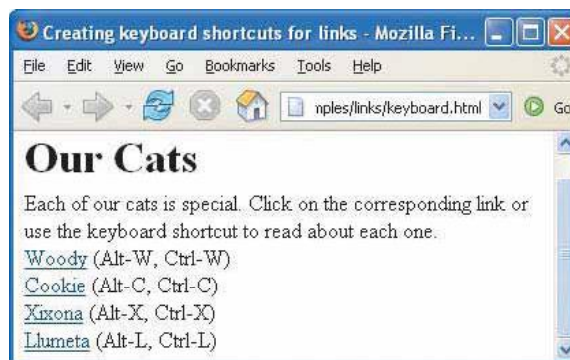 Creating keyboard shortcuts for links - Mozilla Fi...
File Edit View Go Bookmarks Tools Help
nples/links/keyboard.html Go
Our Cats
Each of our cats is special. Click on the corresponding link or
use the keyboard shortcut to read about each one.
Woody (Alt-W, Ctrl-W)
Cookie (Alt-C, Ctrl-C)
Xixona (Alt-X, Ctrl-X)
Llumeta (Alt-L, Ctrl-L)